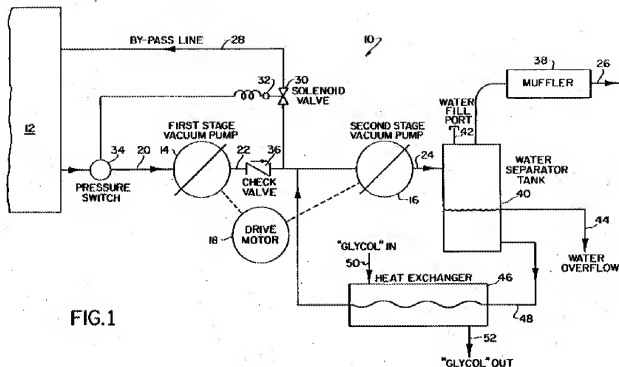 BY-PASS LINE
28
10
38
MUFFLER
26
12
32
30
SOLENOID
VALVE
WATER
FILL
PORT
42
FIRST STAGE
VACUUM PUMP
14
36
SECOND STAGE
VACUUM PUMP
34
20
22
24
PRESSURE
SWITCH
CHECK
VALVE
16
WATER
SEPARATOR
TANK
40
18
DRIVE
MOTOR
44
WATER
OVERFLOW
"GLYCOL" IN
50
HEAT EXCHANGER
46
48
FIG.1
52
"GLYCOL" OUT